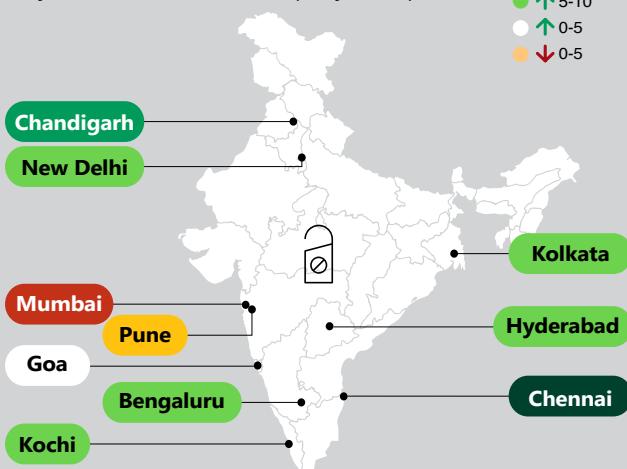 5-10
0-5
0-5
Chandigarh
New Delhi
Kolkata
Mumbai
Pune
Hyderabad
Goa
Bengaluru
Chennai
Kochi